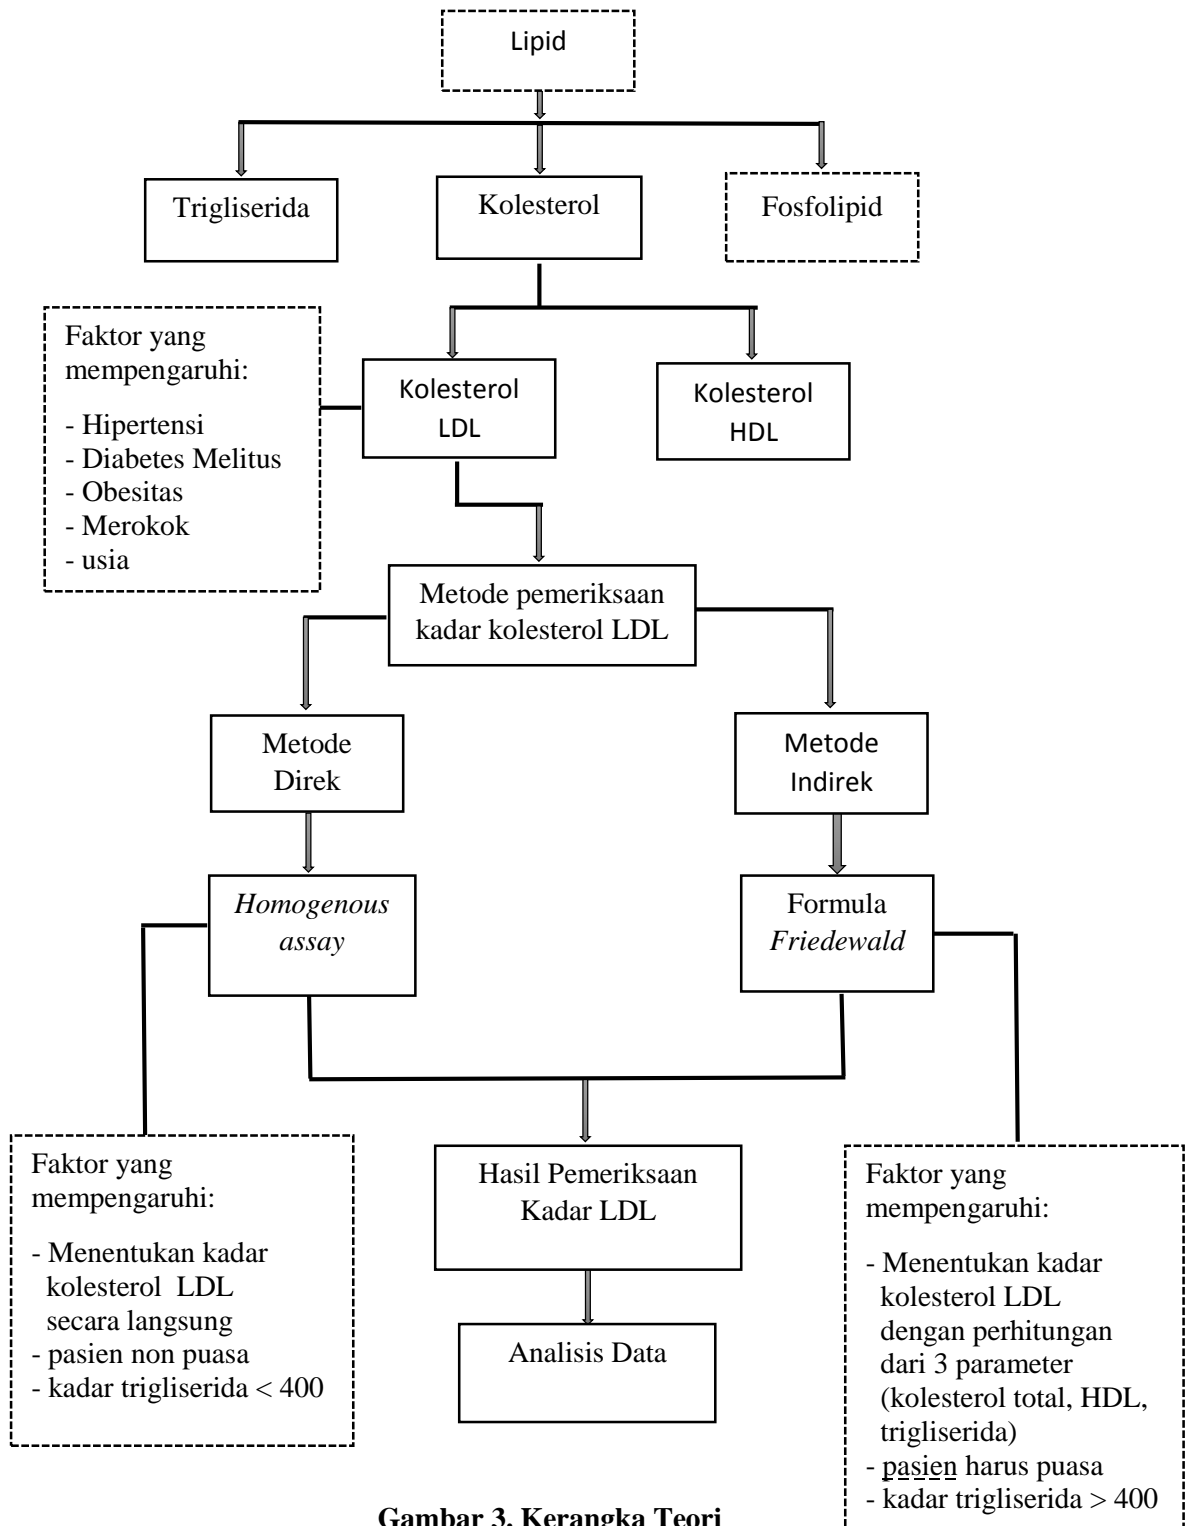 Lipid
Trigliserida
Kolesterol
Fosfolipid
Faktor yang
mempengaruhi:
- Hipertensi
- Diabetes Melitus
- Obesitas
- Merokok
- usia
Kolesterol
LDL
Kolesterol
HDL
Metode pemeriksaan
kadar kolesterol LDL
Metode
Direk
Metode
Indirek
Homogenous
assay
Formula
Friedewald
Faktor yang
mempengaruhi:
- Menentukan kadar
kolesterol LDL
secara langsung
- pasien non puasa
- kadar trigliserida < 400
Hasil Pemeriksaan
Kadar LDL
Analisis Data
Faktor yang
mempengaruhi:
- Menentukan kadar
kolesterol LDL
dengan perhitungan
dari 3 parameter
(kolesterol total, HDL,
trigliserida)
- pasien harus puasa
- kadar trigliserida > 400
Gambar 3. Kerangka Teori